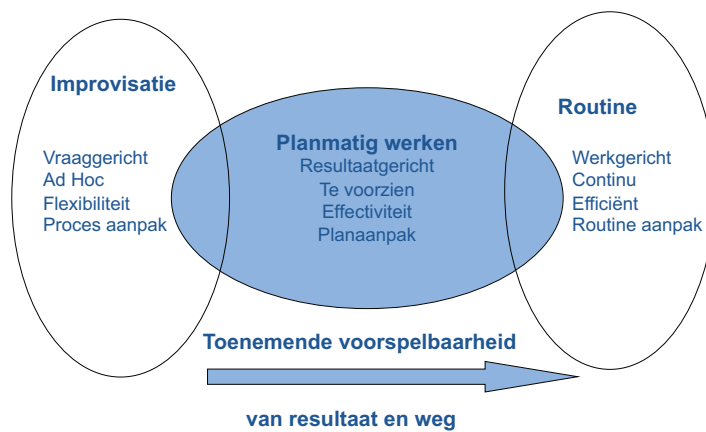 Improvisatie
Vraaggericht
Ad Hoc
Flexibiliteit
Proces aanpak
Planmatig werken
Resultaatgericht
Te voorzien
Effectiviteit
Planaanpak
Routine
Werkgericht
Continu
Efficiënt
Routine aanpak
Toenemende voorspelbaarheid
van resultaat en weg